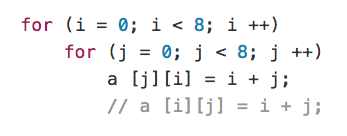 for (i = 0; i < 8; i ++)
    for (j = 0; j < 8; j ++)
        a [j][i] = i + j;
        // a [i][j] = i + j;